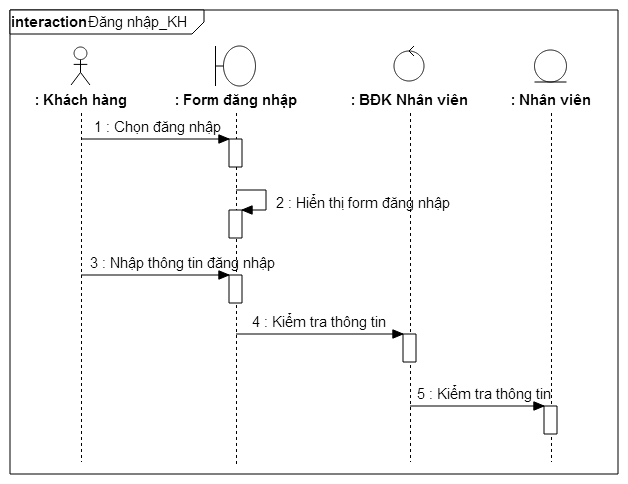 interaction Đăng nhập_KH
: Khách hàng
: Form đăng nhập
: BĐK Nhân viên
: Nhân viên
1 : Chọn đăng nhập
2 : Hiển thị form đăng nhập
3 : Nhập thông tin đăng nhập
4 : Kiểm tra thông tin
5 : Kiểm tra thông tin